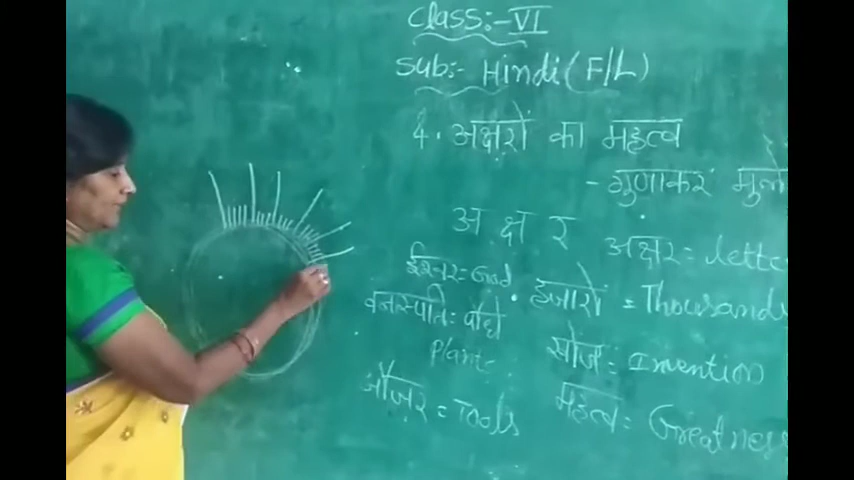 Class:- VI
Sub:- Hindi (F/L)
4. अक्षरों का महत्व
- गुणाकर मुले
अ क्ष र
अक्षर = letter
ईश्वर = God
हजारों = Thousands
वनस्पति = पौधे
Plants
खोज = Invention
औजार = Tools
महत्व = Greatness